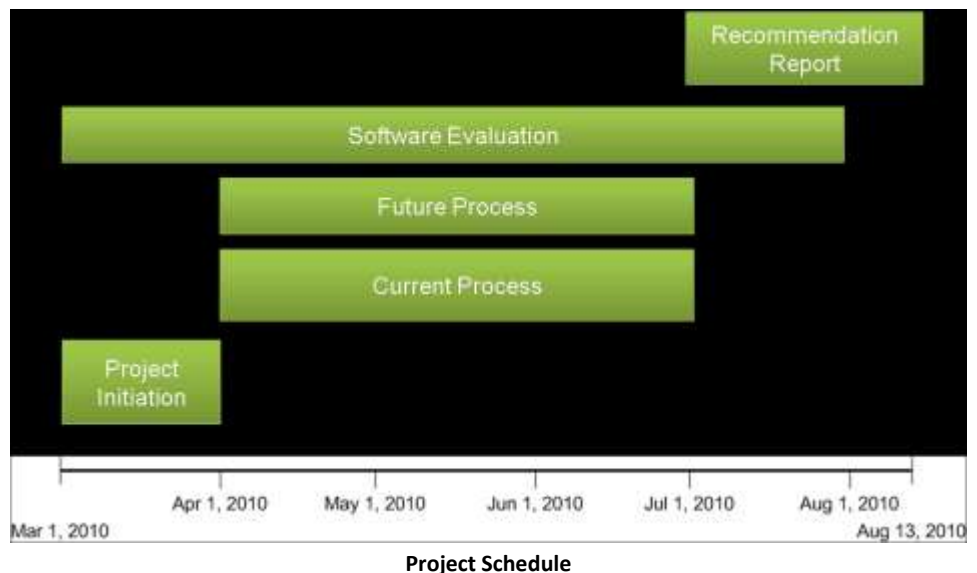 Recommendation
Report
Software Evaluation
Future Process
Current Process
Project
Initiation
Apr 1, 2010
May 1, 2010
Jun 1, 2010
Jul 1, 2010
Aug 1, 2010
Mar 1, 2010
Aug 13, 2010
Project Schedule